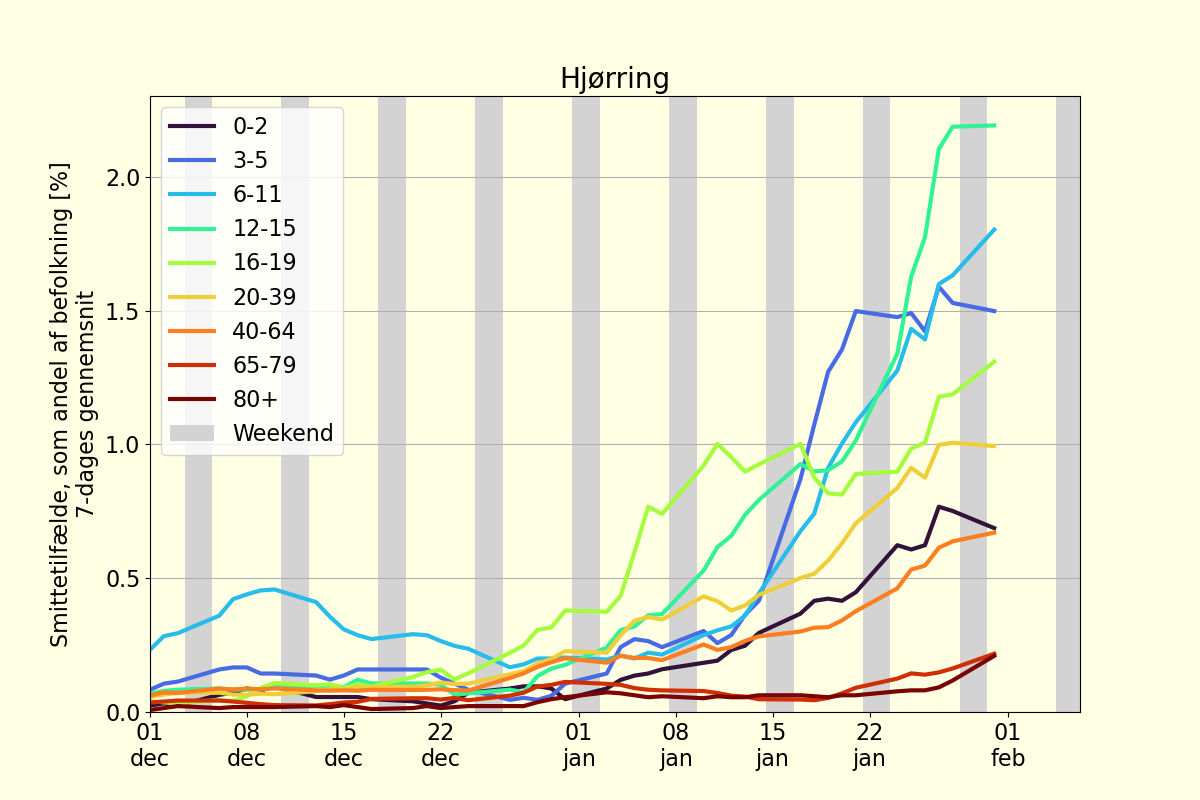 Hjørring
Smittetilfælde, som andel af befolkning [%]
7-dages gennemsnit
2.0
1.5
1.0
0.5
0.0
0-2
3-5
6-11
12-15
16-19
20-39
40-64
65-79
80+
Weekend
01 08 15 22 01 08 15 22 01
dec dec dec dec jan jan jan jan feb